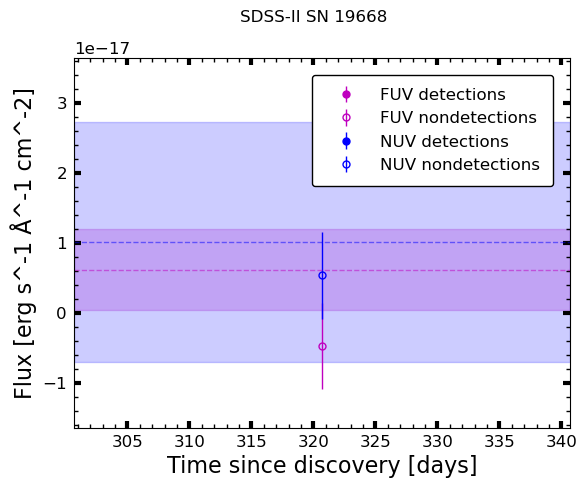 SDSS-II SN 19668
1e−17
FUV detections
FUV nondetections
NUV detections
NUV nondetections
3
2
1
0
−1
Flux [erg s^-1 Å^-1 cm^-2]
305 310 315 320 325 330 335 340
Time since discovery [days]